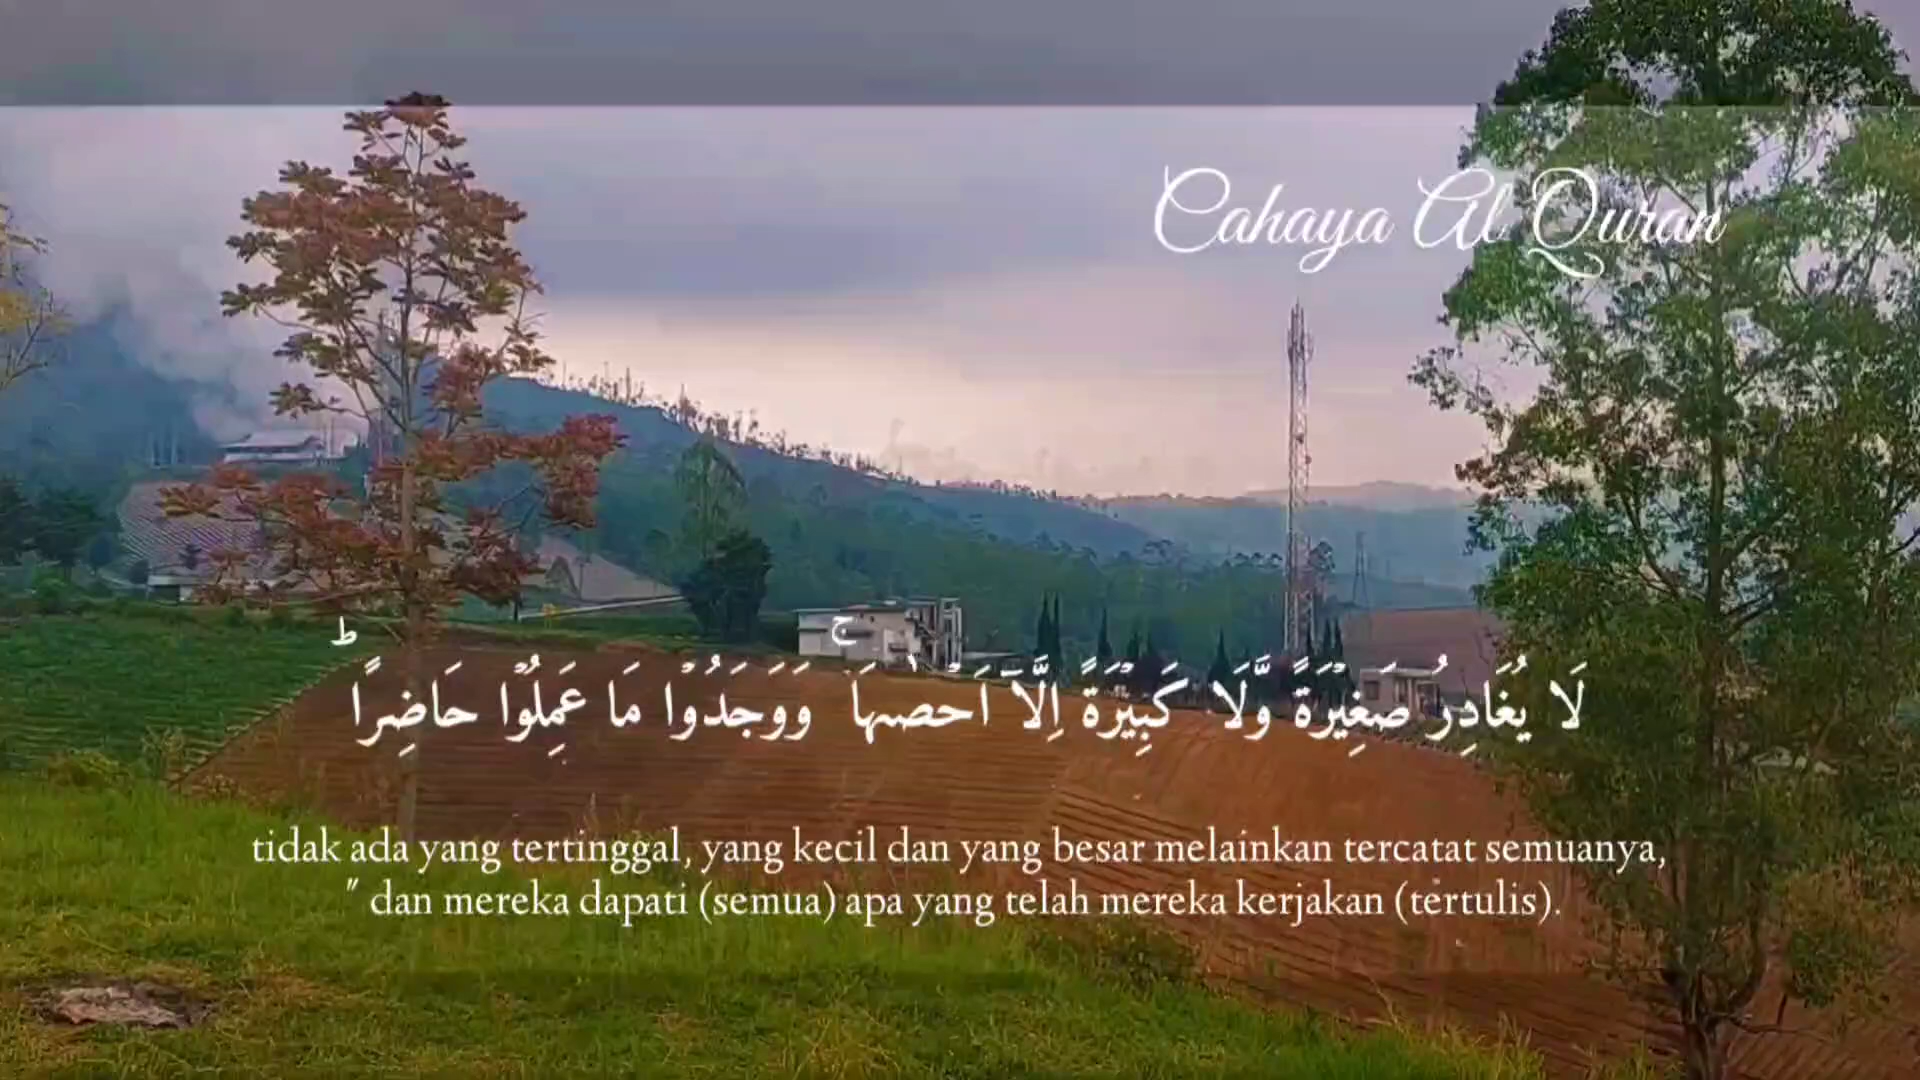 Cahaya Al Quran
لَا يُغَادِرُ صَغِيْرَةً وَّلَا كَبِيْرَةً اِلَّآ اَحْصٰىهَاۚ وَوَجَدُوْا مَا عَمِلُوْا حَاضِرًاۗ
tidak ada yang tertinggal, yang kecil dan yang besar melainkan tercatat semuanya,
" dan mereka dapati (semua) apa yang telah mereka kerjakan (tertulis).